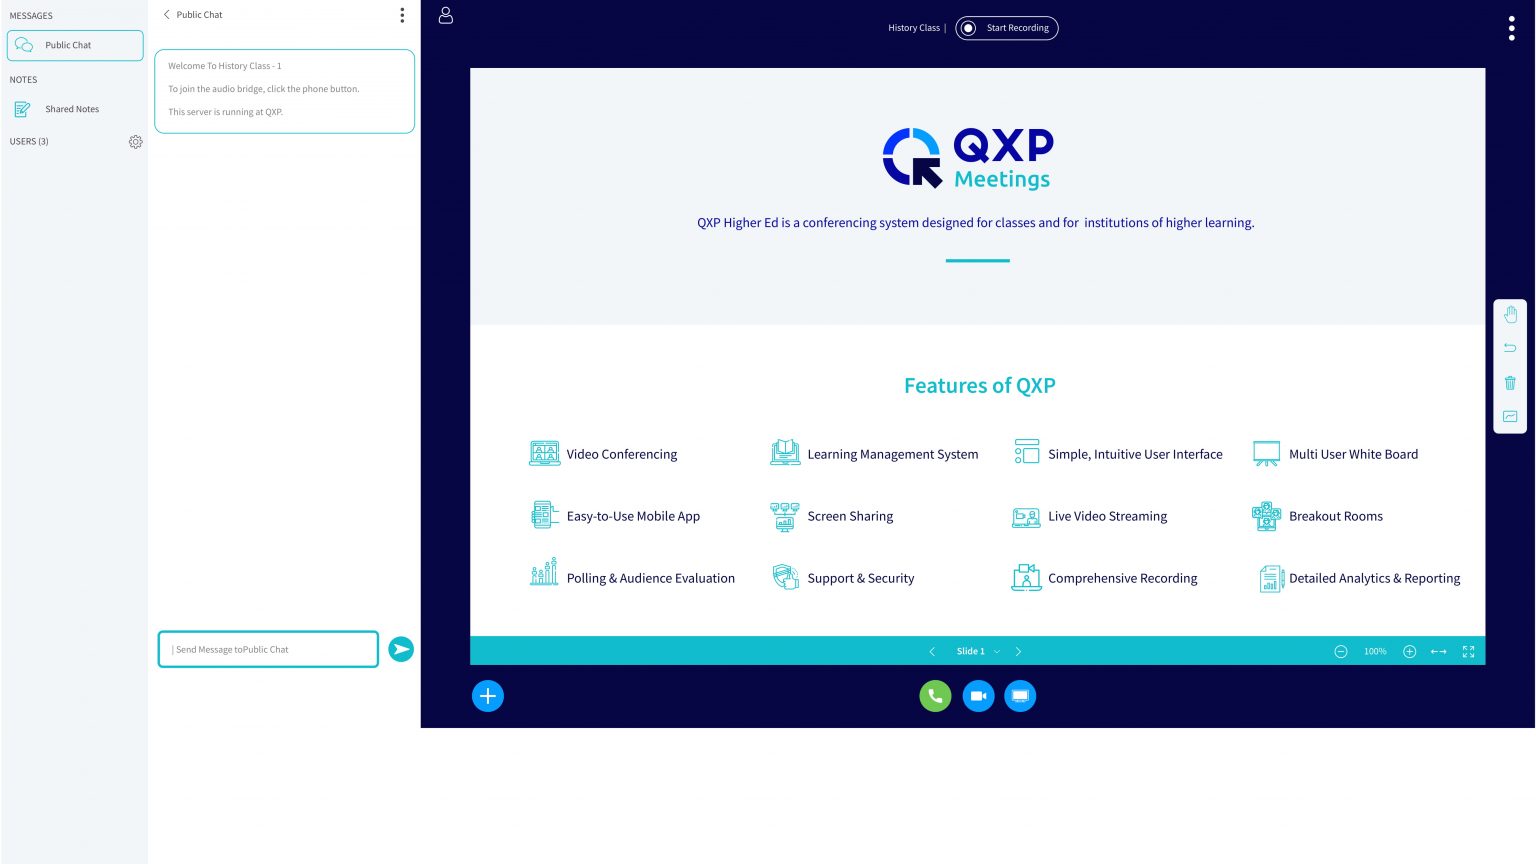 MESSAGES
Public Chat
NOTES
Shared Notes
USERS (3)
Public Chat
Welcome To History Class - 1
To join the audio bridge, click the phone button.
This server is running at QXP.
| Send Message toPublic Chat
History Class |
Start Recording
QXP
Meetings
QXP Higher Ed is a conferencing system designed for classes and for institutions of higher learning.
Features of QXP
Video Conferencing
Learning Management System
Simple, Intuitive User Interface
Multi User White Board
Easy-to-Use Mobile App
Screen Sharing
Live Video Streaming
Breakout Rooms
Polling & Audience Evaluation
Support & Security
Comprehensive Recording
Detailed Analytics & Reporting
Slide 1
100%